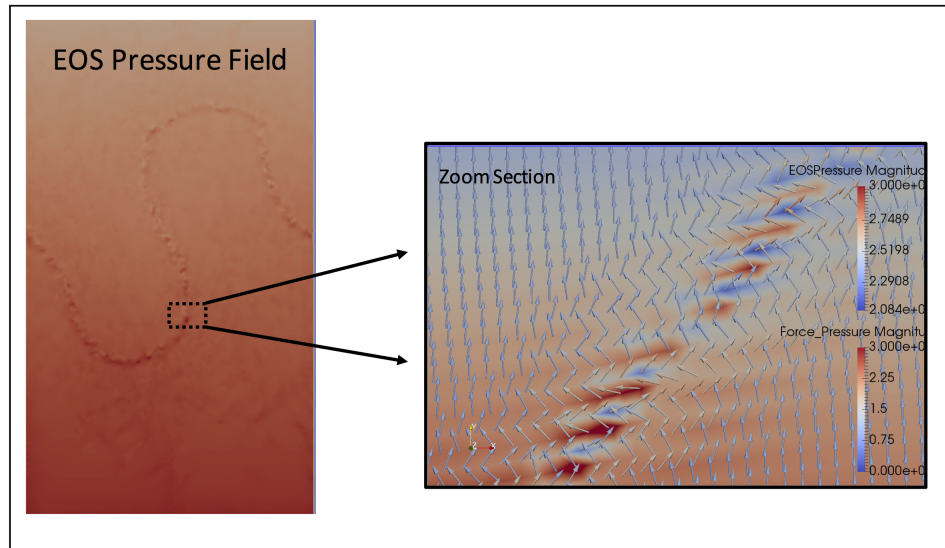 EOS Pressure Field
Zoom Section
EOSPressure Magnitud
3.000e+0
2.7489
2.5198
2.2908
2.084e+0
Force_Pressure Magnitu
3.000e+0
2.25
1.5
0.75
0.000e+0
Y
Z
X